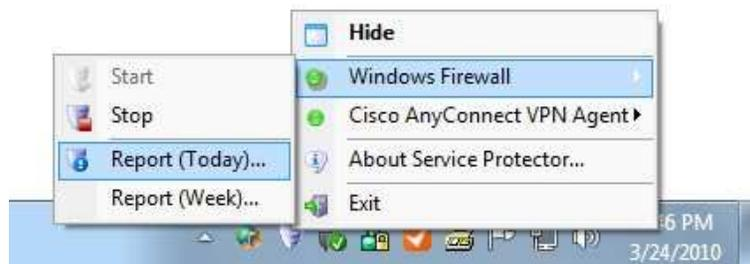 Hide
Windows Firewall
Cisco AnyConnect VPN Agent
About Service Protector...
Exit
Start
Stop
Report (Today)...
Report (Week)...
6 PM
3/24/2010